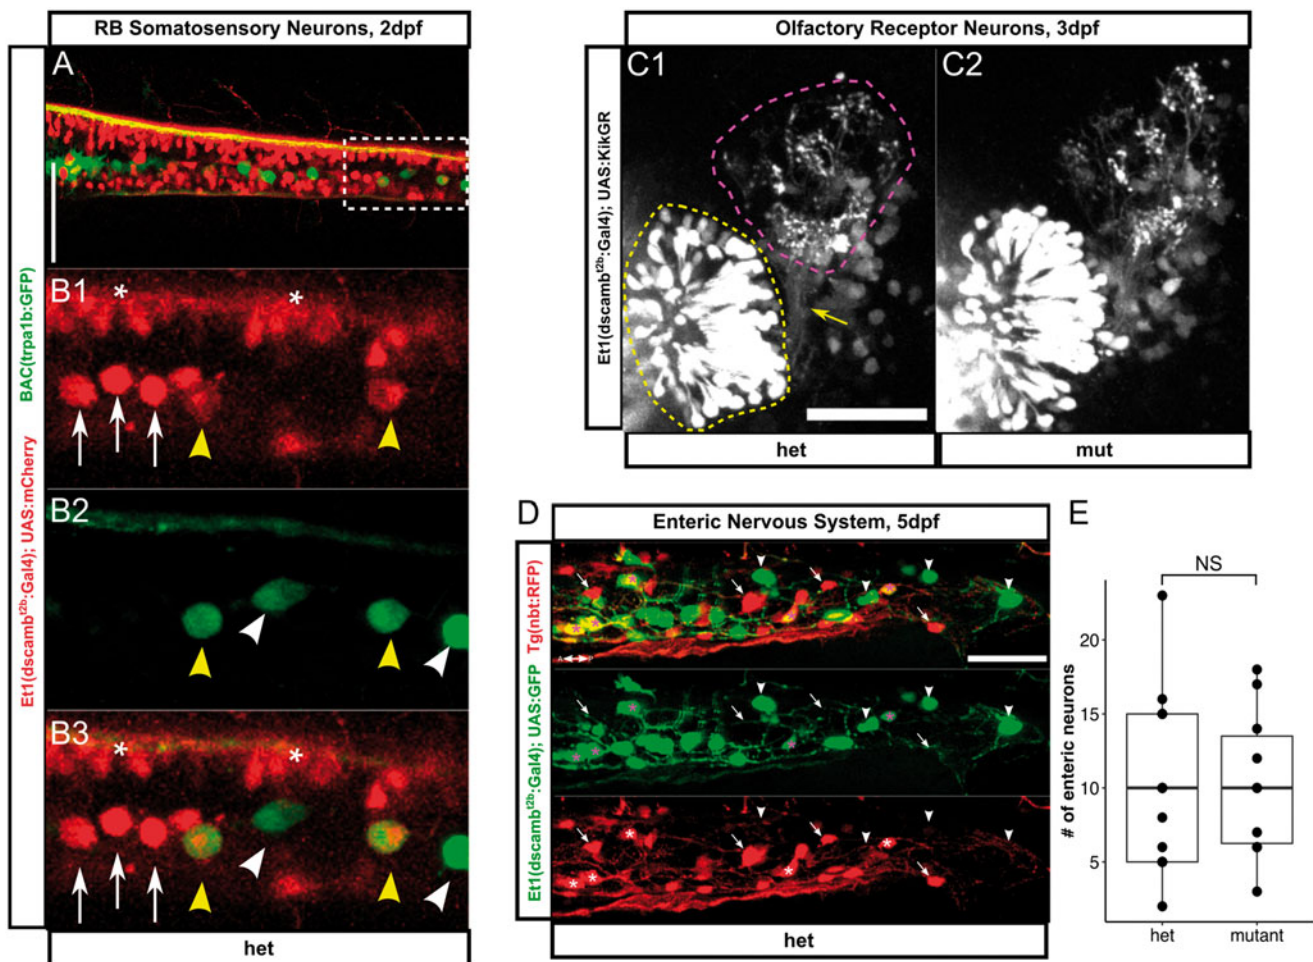 RB Somatosensory Neurons, 2dpf
Et1(dscamb^t2b:Gal4); UAS:mCherry BAC(trpa1b:GFP)
A
B1
*
*
B2
B3
*
*
het
Olfactory Receptor Neurons, 3dpf
Et1(dscamb^t2b:Gal4); UAS:KikGR
C1
C2
het
mut
D
Enteric Nervous System, 5dpf
Et1(dscamb^t2b:Gal4); UAS:GFP Tg(nbt:RFP)
het
E
NS
# of enteric neurons
20
15
10
5
het
mutant